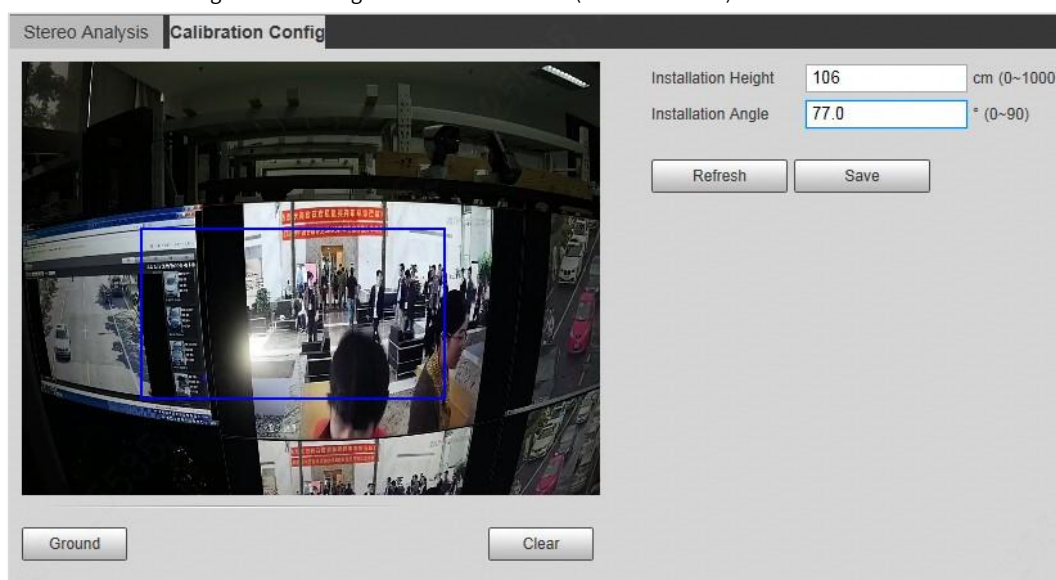 Stereo Analysis Calibration Config
Installation Height 106 cm (0~1000
Installation Angle 77.0 ° (0~90)
Refresh Save
Ground Clear